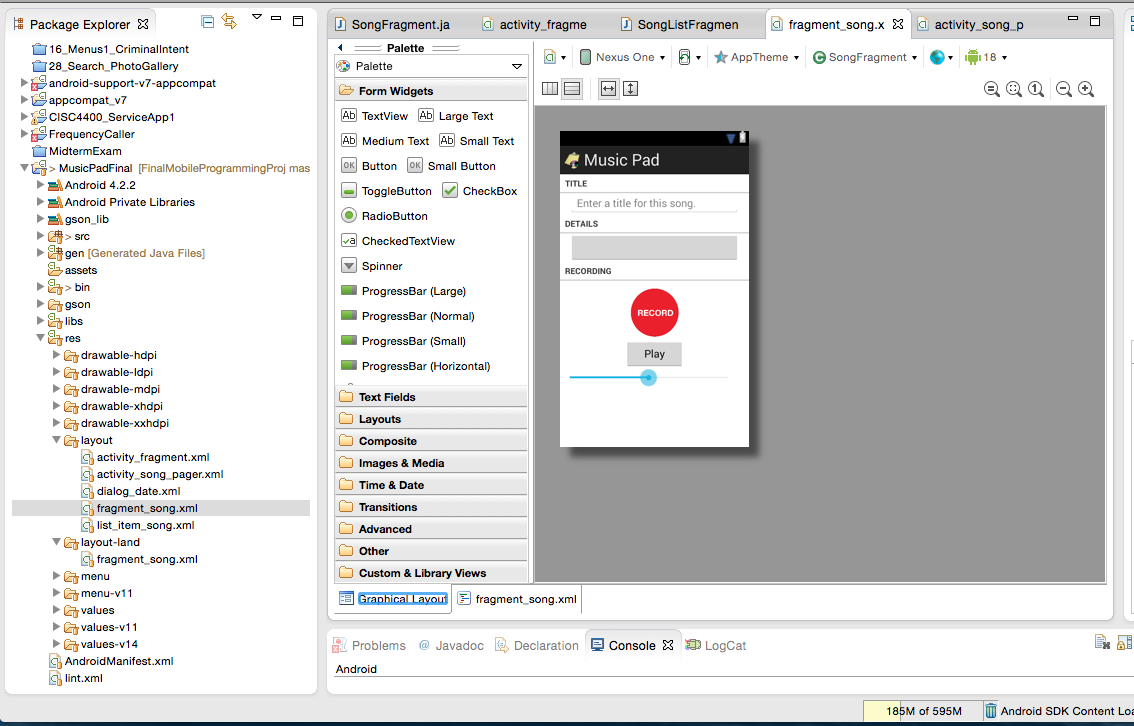 Package Explorer
16_Menus1_CriminalIntent
28_Search_PhotoGallery
android-support-v7-appcompat
appcompat_v7
CISC4400_ServiceApp1
FrequencyCaller
MidtermExam
> MusicPadFinal [FinalMobileProgrammingProj mas
Android 4.2.2
Android Private Libraries
gson_lib
> src
gen [Generated Java Files]
assets
> bin
gson
libs
res
drawable-hdpi
drawable-ldpi
drawable-mdpi
drawable-xhdpi
drawable-xxhdpi
layout
activity_fragment.xml
activity_song_pager.xml
dialog_date.xml
fragment_song.xml
list_item_song.xml
layout-land
fragment_song.xml
menu
menu-v11
values
values-v11
values-v14
AndroidManifest.xml
lint.xml
SongFragment.ja
activity_fragme
SongListFragmen
fragment_song.x
activity_song_p
Palette
Palette
Form Widgets
Ab TextView Ab Large Text
Ab Medium Text Ab Small Text
OK Button OK Small Button
ToggleButton CheckBox
RadioButton
CheckedTextView
Spinner
ProgressBar (Large)
ProgressBar (Normal)
ProgressBar (Small)
ProgressBar (Horizontal)
Text Fields
Layouts
Composite
Images & Media
Time & Date
Transitions
Advanced
Other
Custom & Library Views
Graphical Layout
fragment_song.xml
Nexus One
AppTheme
SongFragment
18
Music Pad
TITLE
Enter a title for this song.
DETAILS
RECORDING
RECORD
Play
Problems
@ Javadoc
Declaration
Console
LogCat
Android
185M of 595M
Android SDK Content Loa